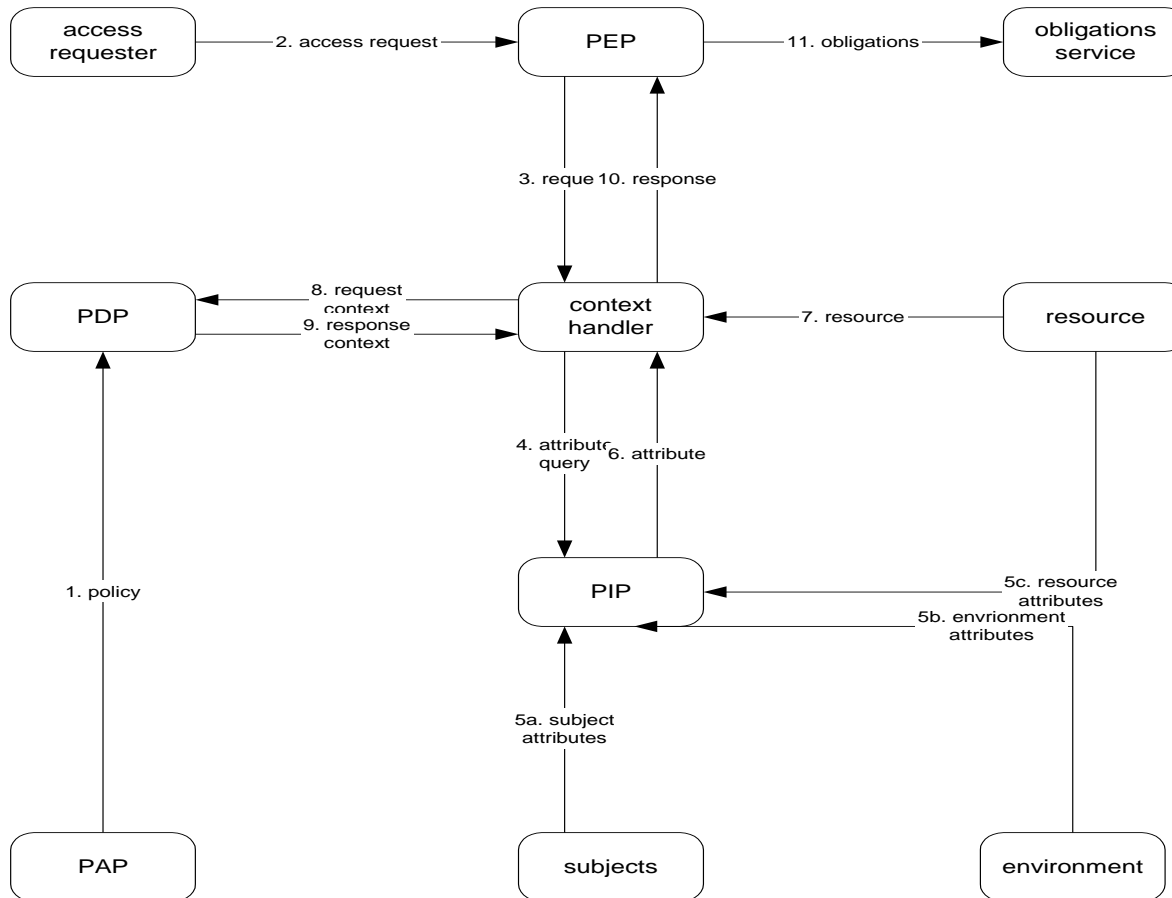 access
requester
2. access request
PEP
11. obligations
obligations
service
3. reque
10. response
PDP
8. request
context
9. response
context
context
handler
7. resource
resource
4. attribute
query
6. attribute
1. policy
PIP
5c. resource
attributes
5b. envrionment
attributes
5a. subject
attributes
PAP
subjects
environment